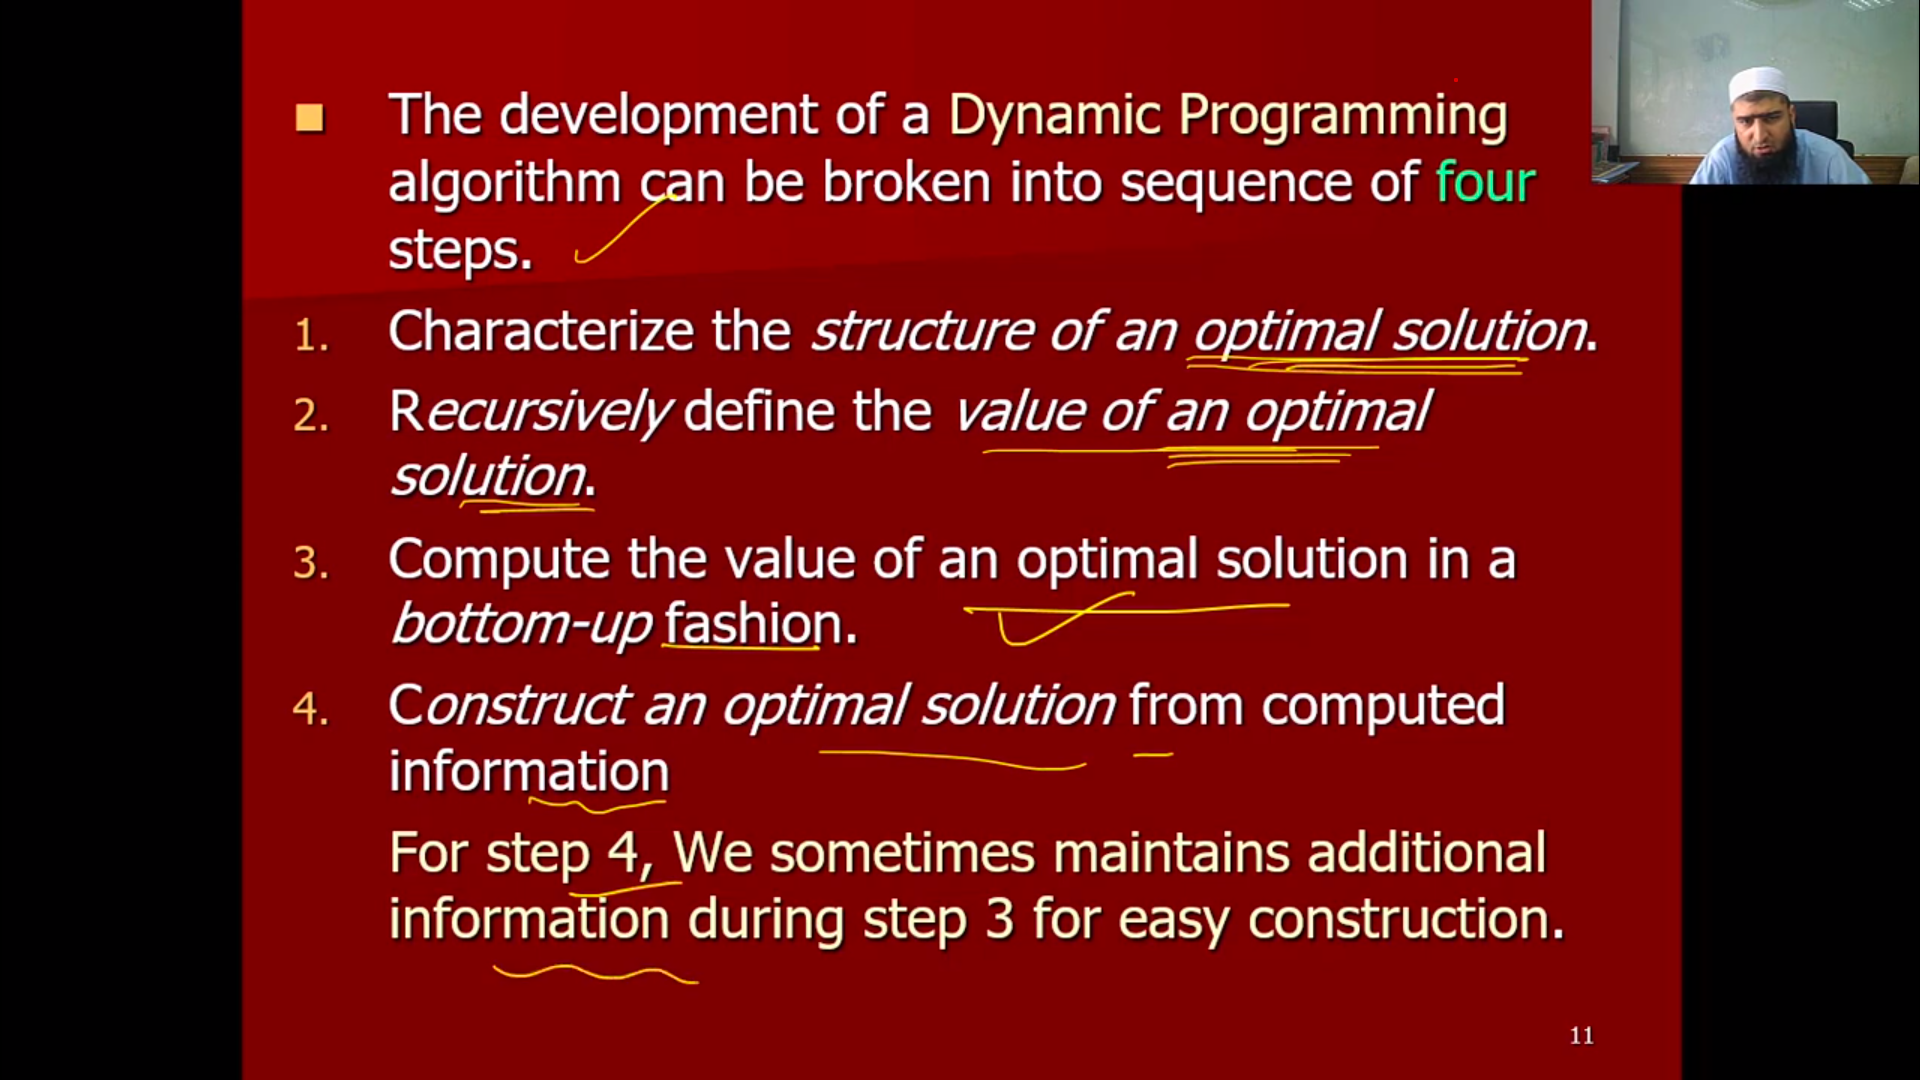 The development of a Dynamic Programming
algorithm can be broken into sequence of four
steps.
1. Characterize the structure of an optimal solution.
2. Recursively define the value of an optimal
solution.
3. Compute the value of an optimal solution in a
bottom-up fashion.
4. Construct an optimal solution from computed
information
For step 4, We sometimes maintains additional
information during step 3 for easy construction.
11